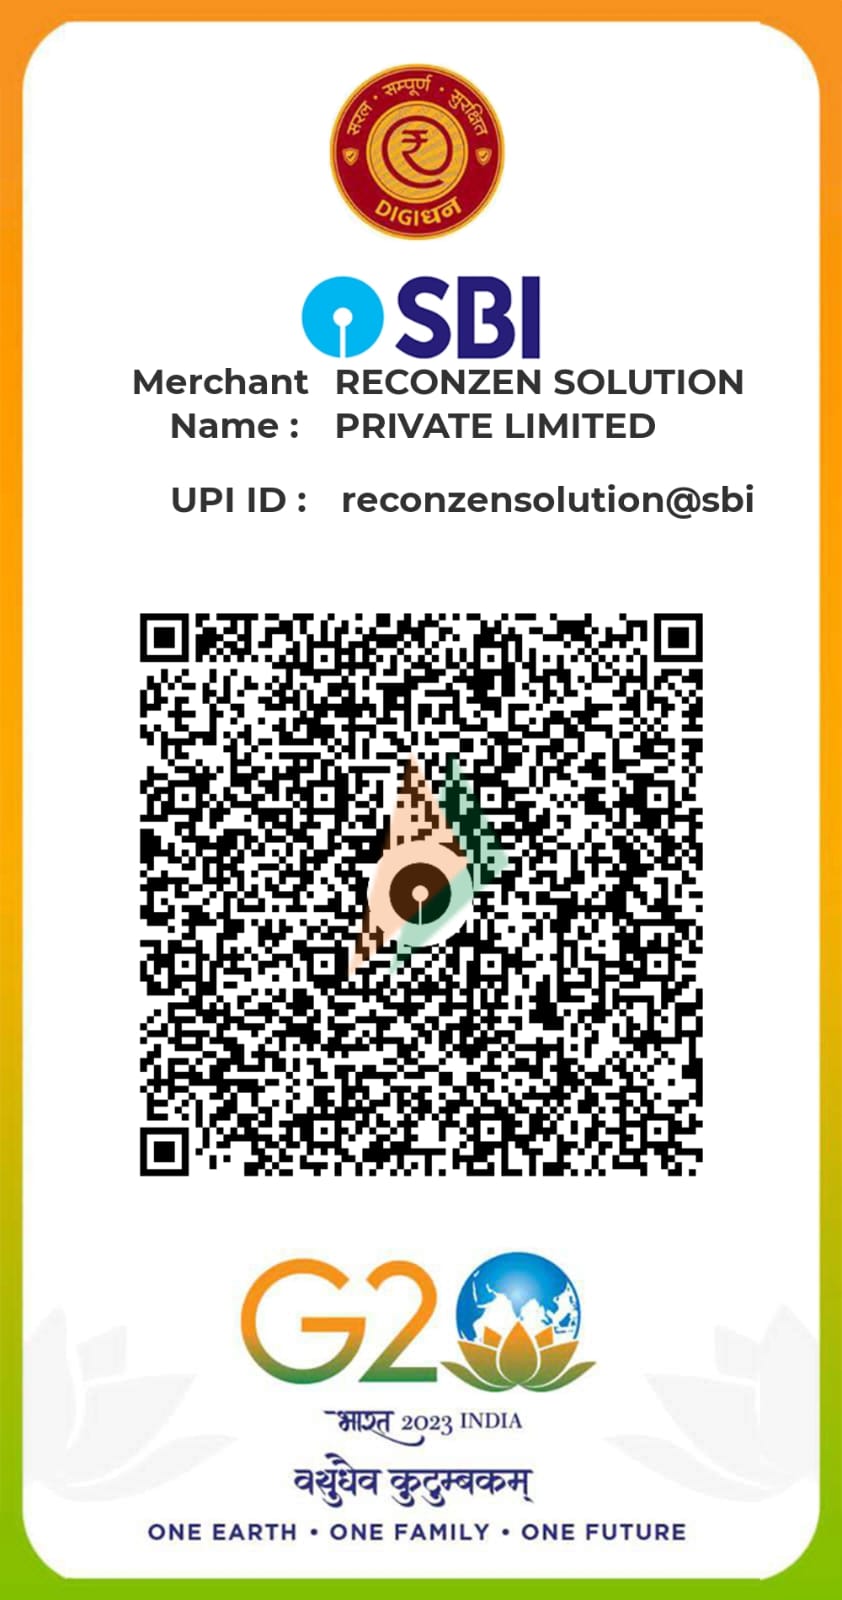 सरल • सम्पूर्ण • सुरक्षित
DIGIधन
SBI
Merchant Name : RECONZEN SOLUTION PRIVATE LIMITED
UPI ID : reconzensolution@sbi
G20
भारत 2023 INDIA
वसुधैव कुटुम्बकम्
ONE EARTH • ONE FAMILY • ONE FUTURE